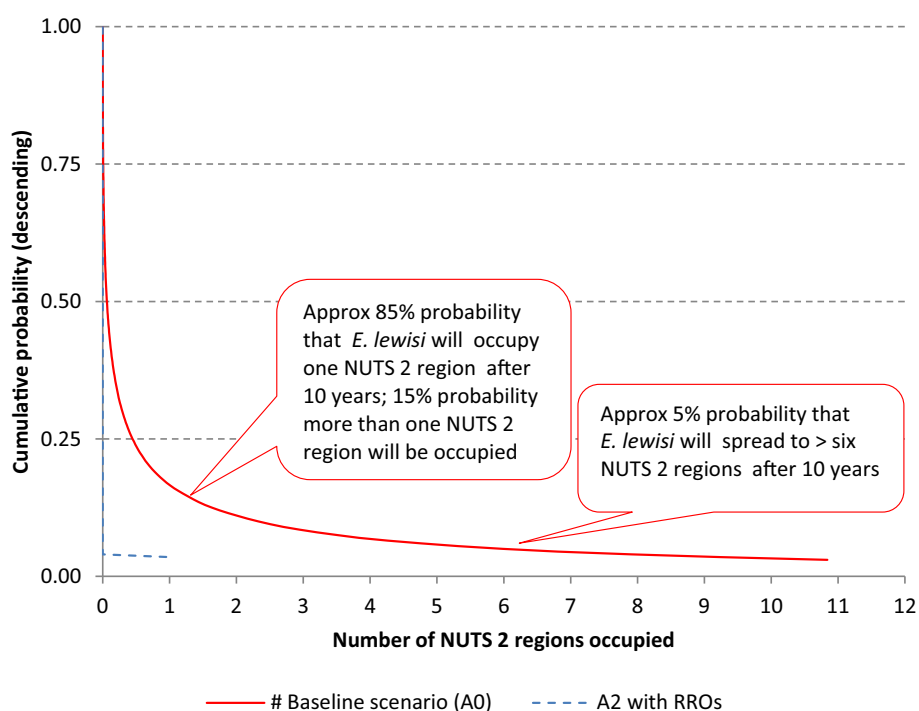 1.00
0.75
0.50
0.25
0.00
Cumulative probability (descending)
Approx 85% probability
that E. lewisi will occupy
one NUTS 2 region after
10 years; 15% probability
more than one NUTS 2
region will be occupied
Approx 5% probability that
E. lewisi will spread to > six
NUTS 2 regions after 10 years
0 1 2 3 4 5 6 7 8 9 10 11 12
Number of NUTS 2 regions occupied
# Baseline scenario (A0) A2 with RROs